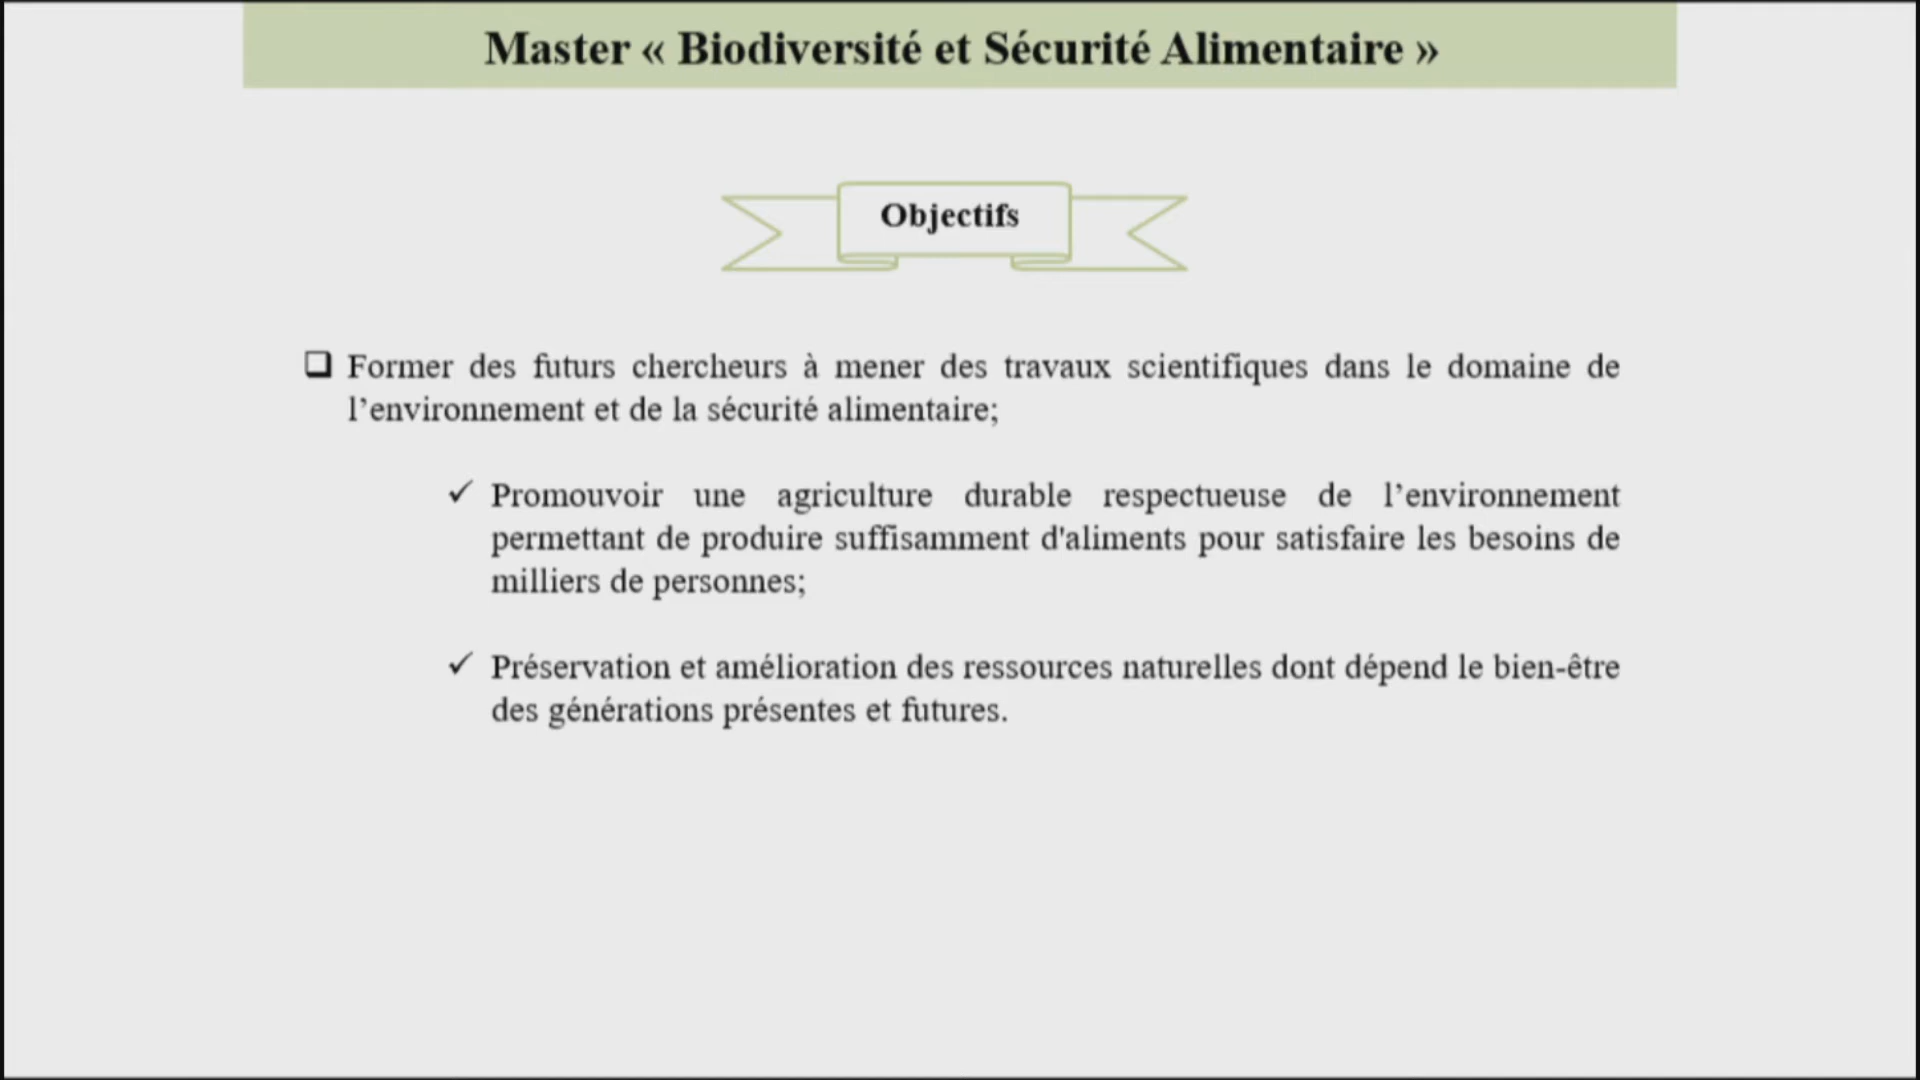 Master « Biodiversité et Sécurité Alimentaire »
Objectifs
❑ Former des futurs chercheurs à mener des travaux scientifiques dans le domaine de
l’environnement et de la sécurité alimentaire;
✓ Promouvoir une agriculture durable respectueuse de l’environnement
permettant de produire suffisamment d'aliments pour satisfaire les besoins de
milliers de personnes;
✓ Préservation et amélioration des ressources naturelles dont dépend le bien-être
des générations présentes et futures.